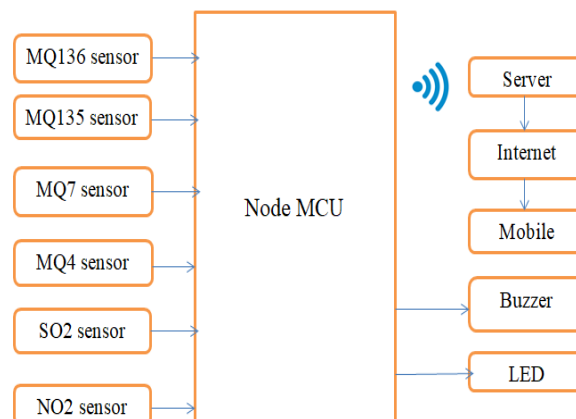 MQ136 sensor
MQ135 sensor
MQ7 sensor
MQ4 sensor
SO2 sensor
NO2 sensor
Node MCU
Server
Internet
Mobile
Buzzer
LED